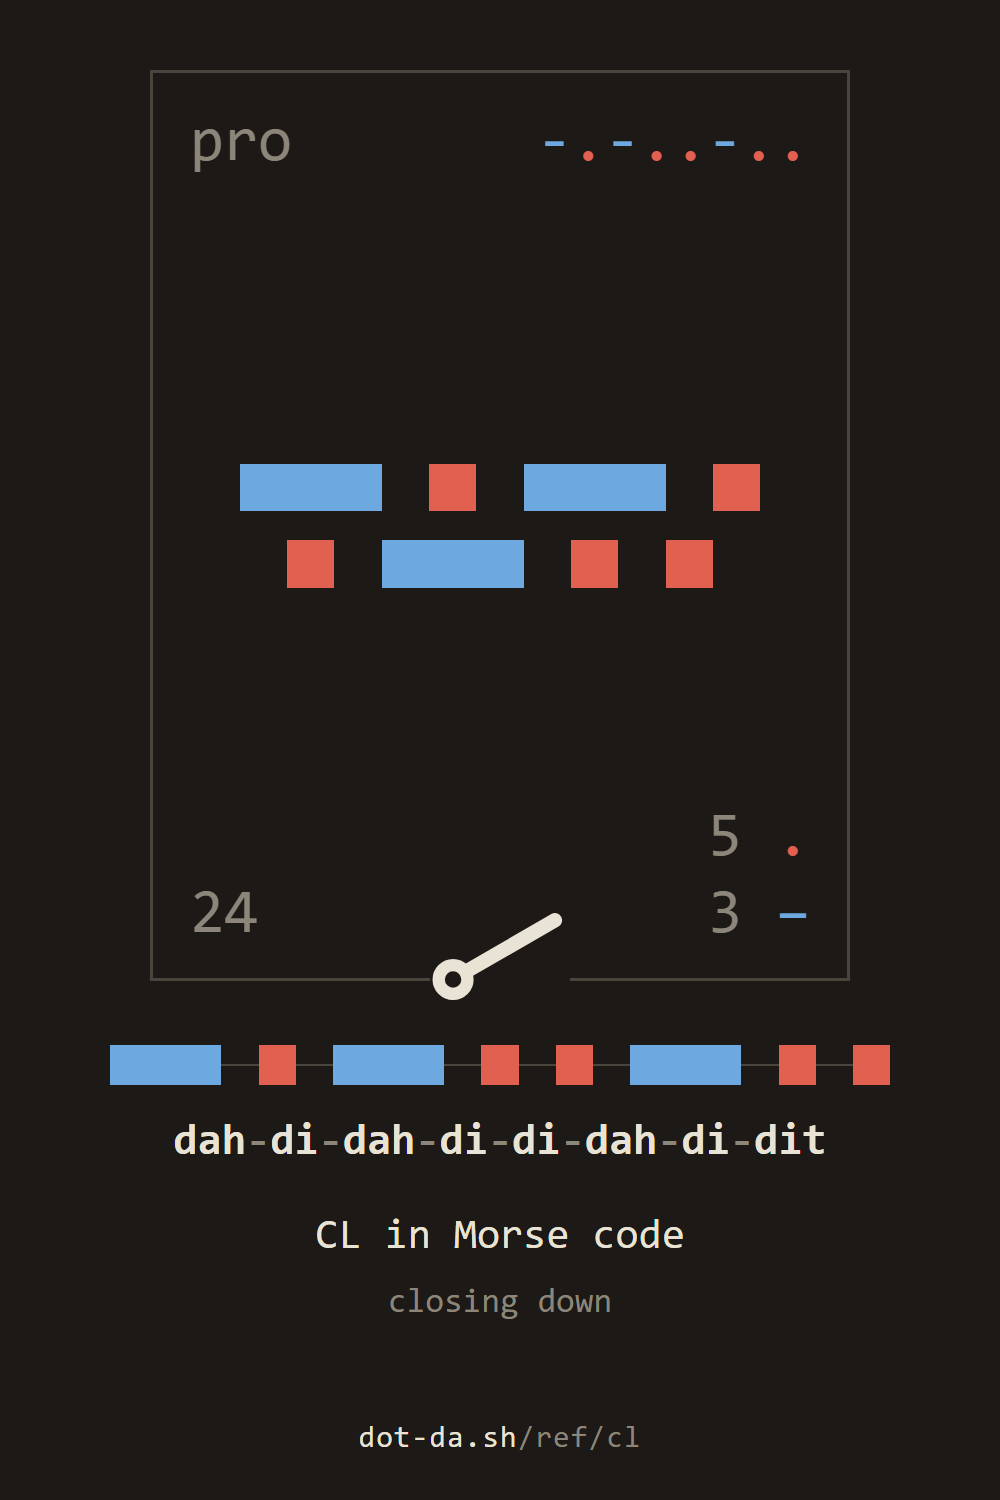 pro -.-..-..
5 .
24 3 -
dah-di-dah-di-di-dah-di-dit
CL in Morse code
closing down
dot-da.sh/ref/cl